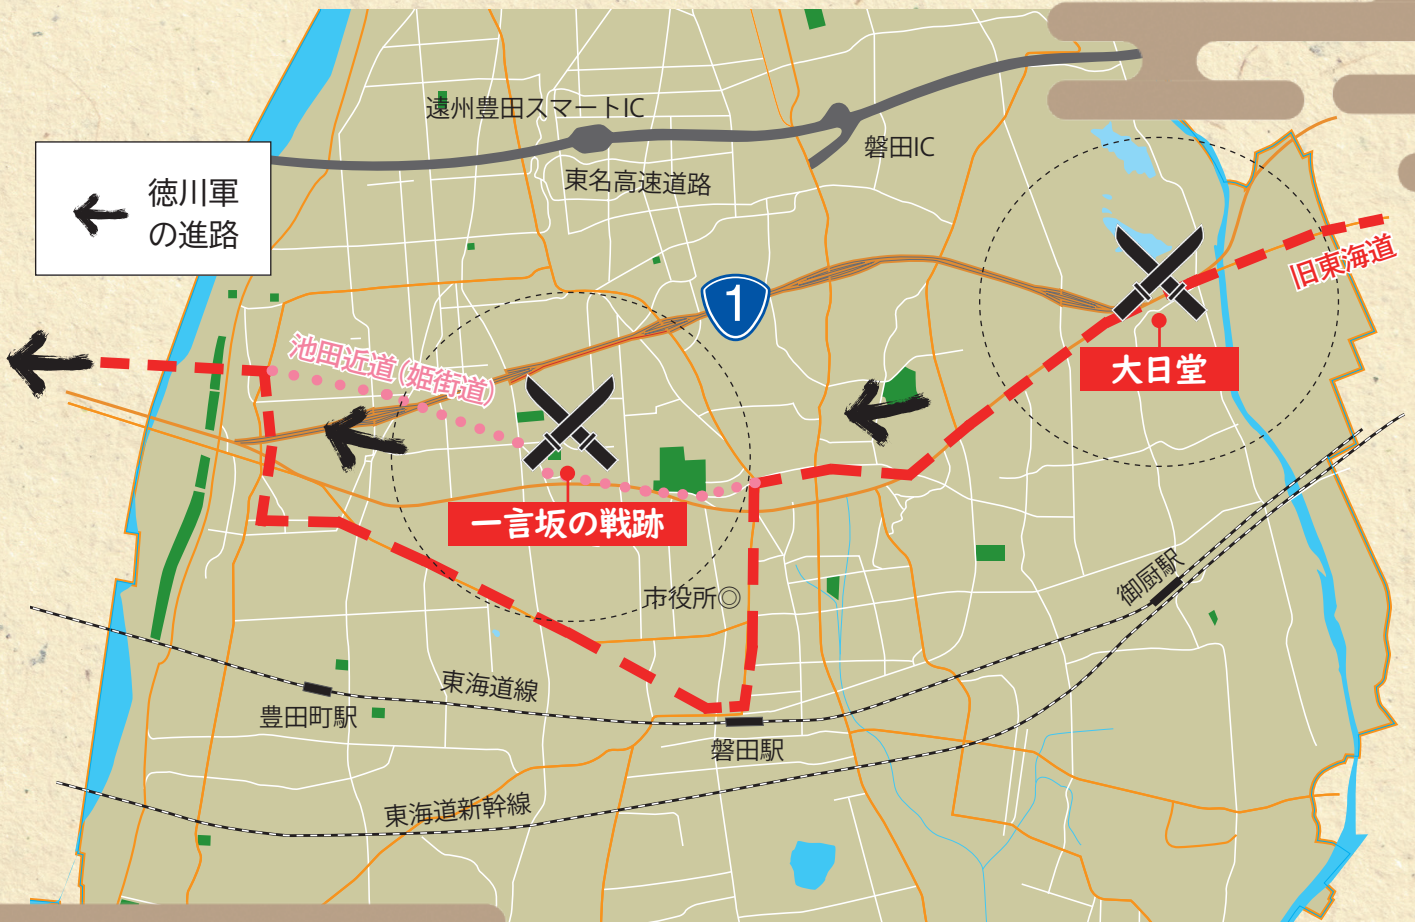 遠州豊田スマートIC
磐田IC
東名高速道路
徳川軍
の進路
旧東海道
1
池田近道（姫街道）
大日堂
一言坂の戦跡
市役所◎
御厨駅
東海道線
豊田町駅
磐田駅
東海道新幹線